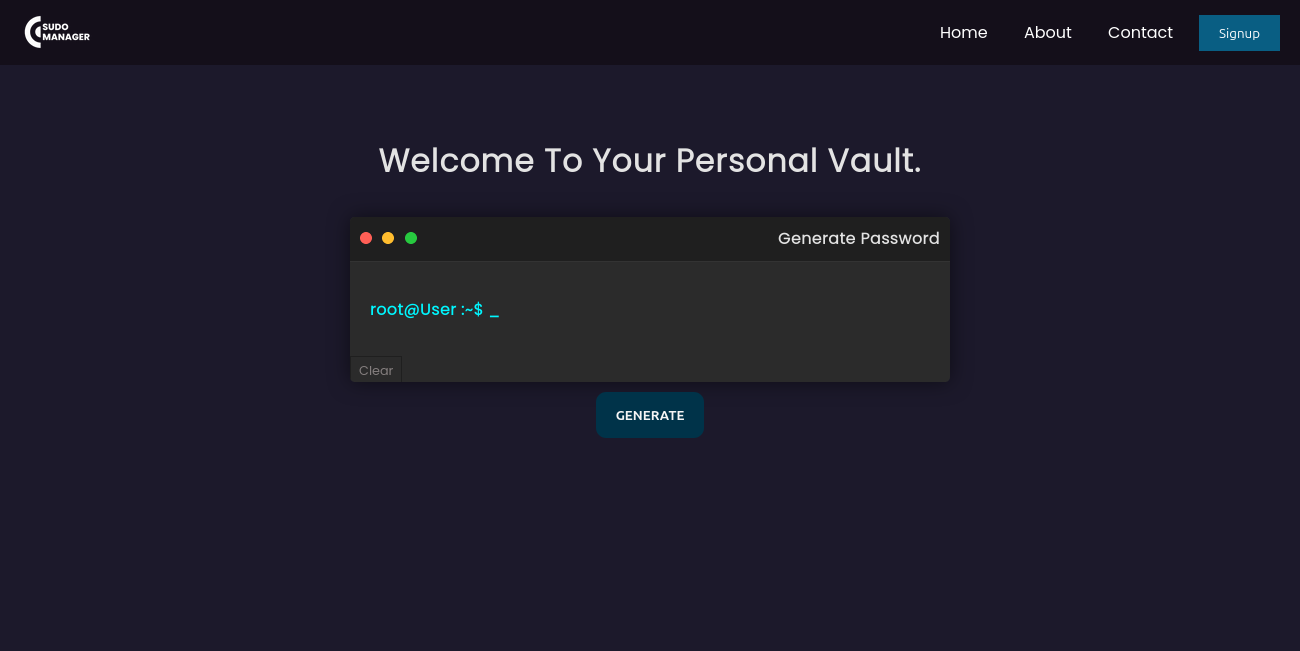 SUDO
MANAGER
Home About Contact Signup
Welcome To Your Personal Vault.
Generate Password
root@User :~$ _
Clear
GENERATE